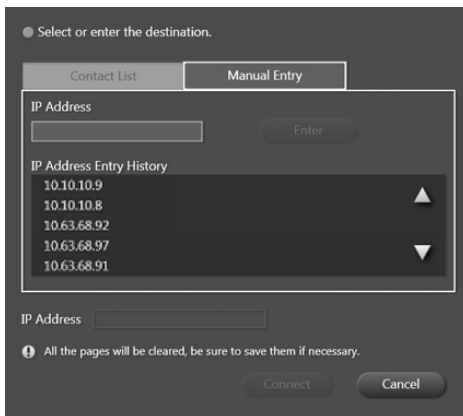 Select or enter the destination.
Contact List Manual Entry
IP Address
Enter
IP Address Entry History
10.10.10.9
10.10.10.8
10.63.68.92
10.63.68.97
10.63.68.91
IP Address
All the pages will be cleared, be sure to save them if necessary.
Connect Cancel